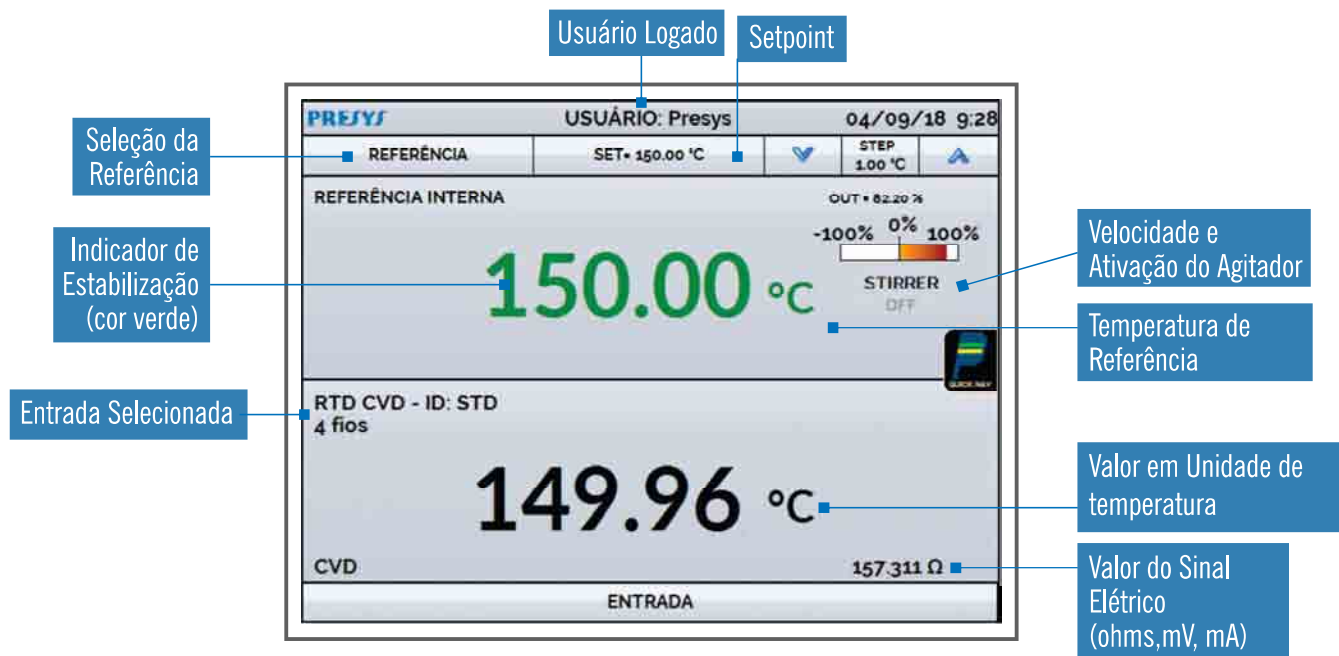 Usuário Logado
Setpoint
PRESYS
USUÁRIO: Presys
04/09/18 9:28
Seleção da
Referência
REFERÊNCIA
SET= 150.00 °C
STEP
1.00 °C
REFERÊNCIA INTERNA
OUT = 82.20 %
-100% 0% 100%
Indicador de
Estabilização
(cor verde)
150.00 °C
STIRRER
OFF
Velocidade e
Ativação do Agitador
Temperatura de
Referência
Entrada Selecionada
RTD CVD - ID: STD
4 fios
149.96 °C
Valor em Unidade de
temperatura
CVD
157.311 Ω
Valor do Sinal
Elétrico
(ohms,mV, mA)
ENTRADA